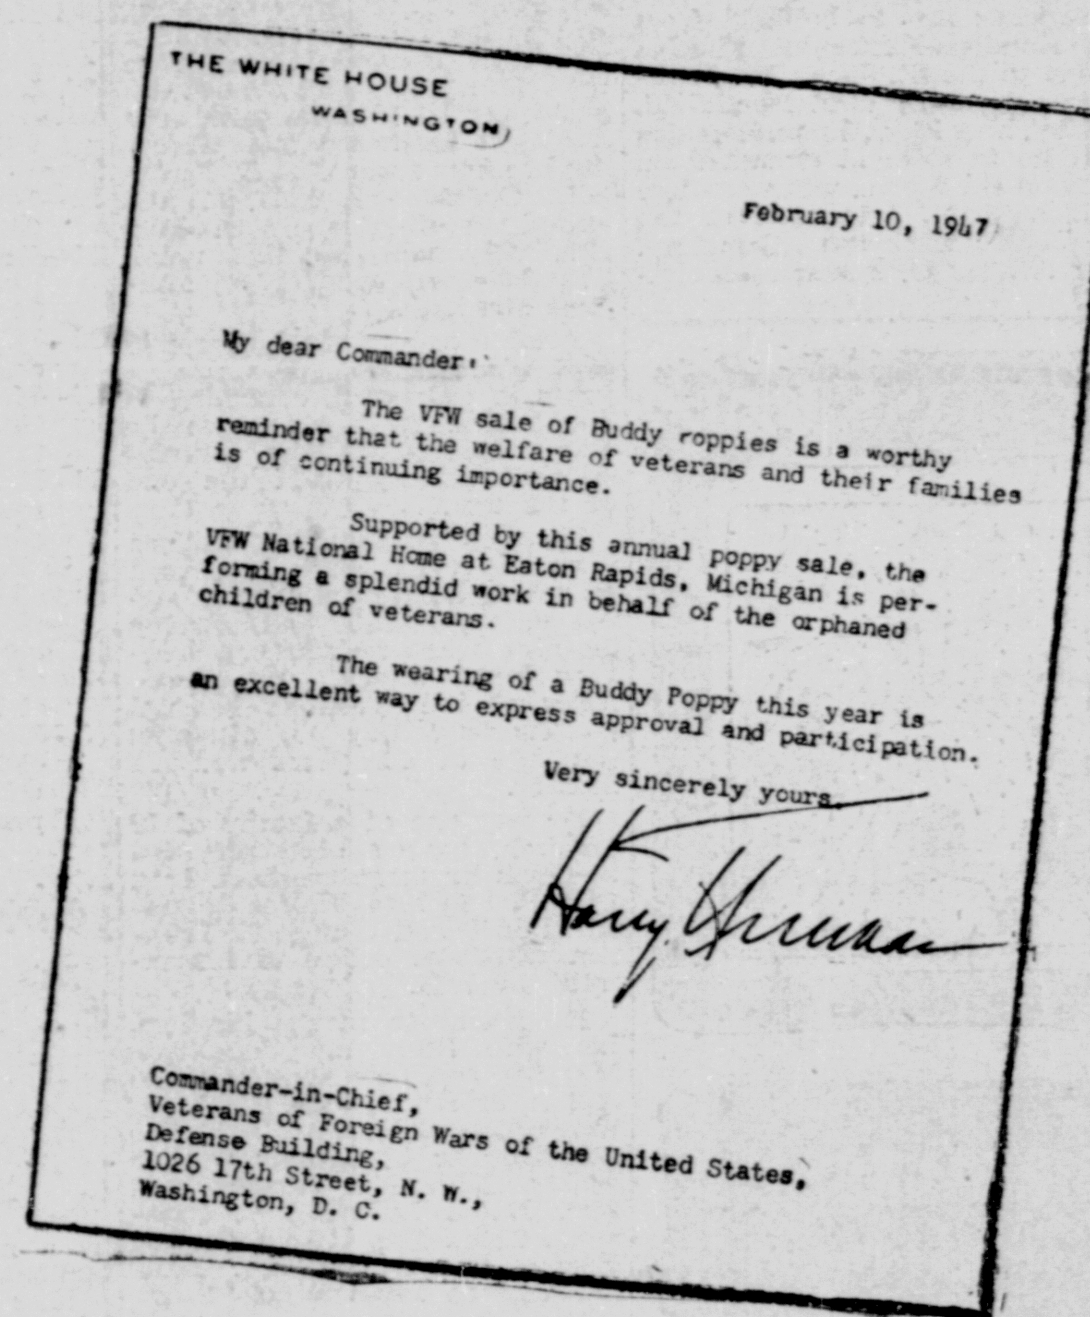 THE WHITE HOUSE
WASHINGTON
February 10, 1947
My dear Commander:
The VFW sale of Buddy Poppies is a worthy
reminder that the welfare of veterans and their families
is of continuing importance.
Supported by this annual poppy sale, the
VFW National Home at Eaton Rapids, Michigan is per-
forming a splendid work in behalf of the orphaned
children of veterans.
The wearing of a Buddy Poppy this year is
an excellent way to express approval and participation.
Very sincerely yours,
Harry Truman
Commander-in-Chief,
Veterans of Foreign Wars of the United States,
Defense Building,
1026 17th Street, N. W.,
Washington, D. C.